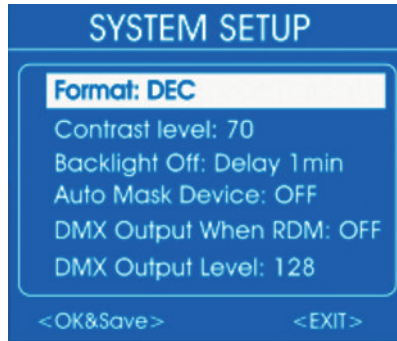 SYSTEM SETUP
Format: DEC
Contrast level: 70
Backlight Off: Delay 1min
Auto Mask Device: OFF
DMX Output When RDM: OFF
DMX Output Level: 128
<OK&Save> <EXIT>